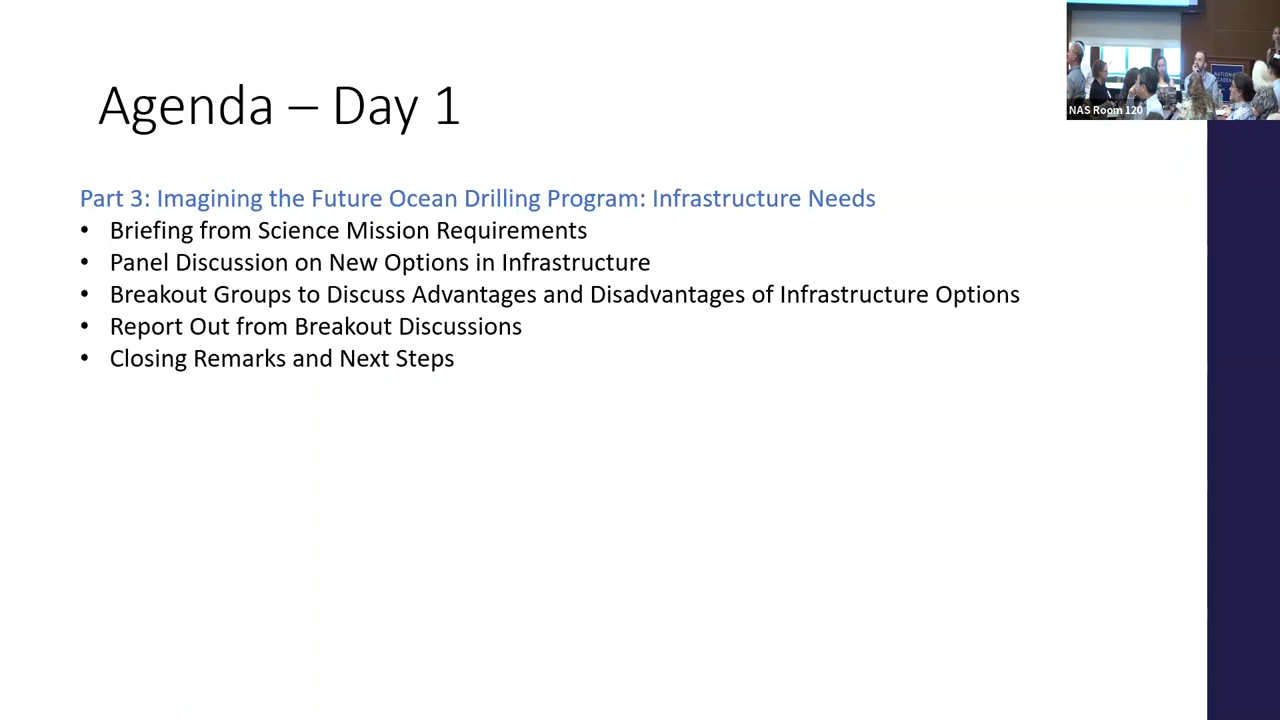 Agenda – Day 1
NAS Room 120
Part 3: Imagining the Future Ocean Drilling Program: Infrastructure Needs
• Briefing from Science Mission Requirements
• Panel Discussion on New Options in Infrastructure
• Breakout Groups to Discuss Advantages and Disadvantages of Infrastructure Options
• Report Out from Breakout Discussions
• Closing Remarks and Next Steps